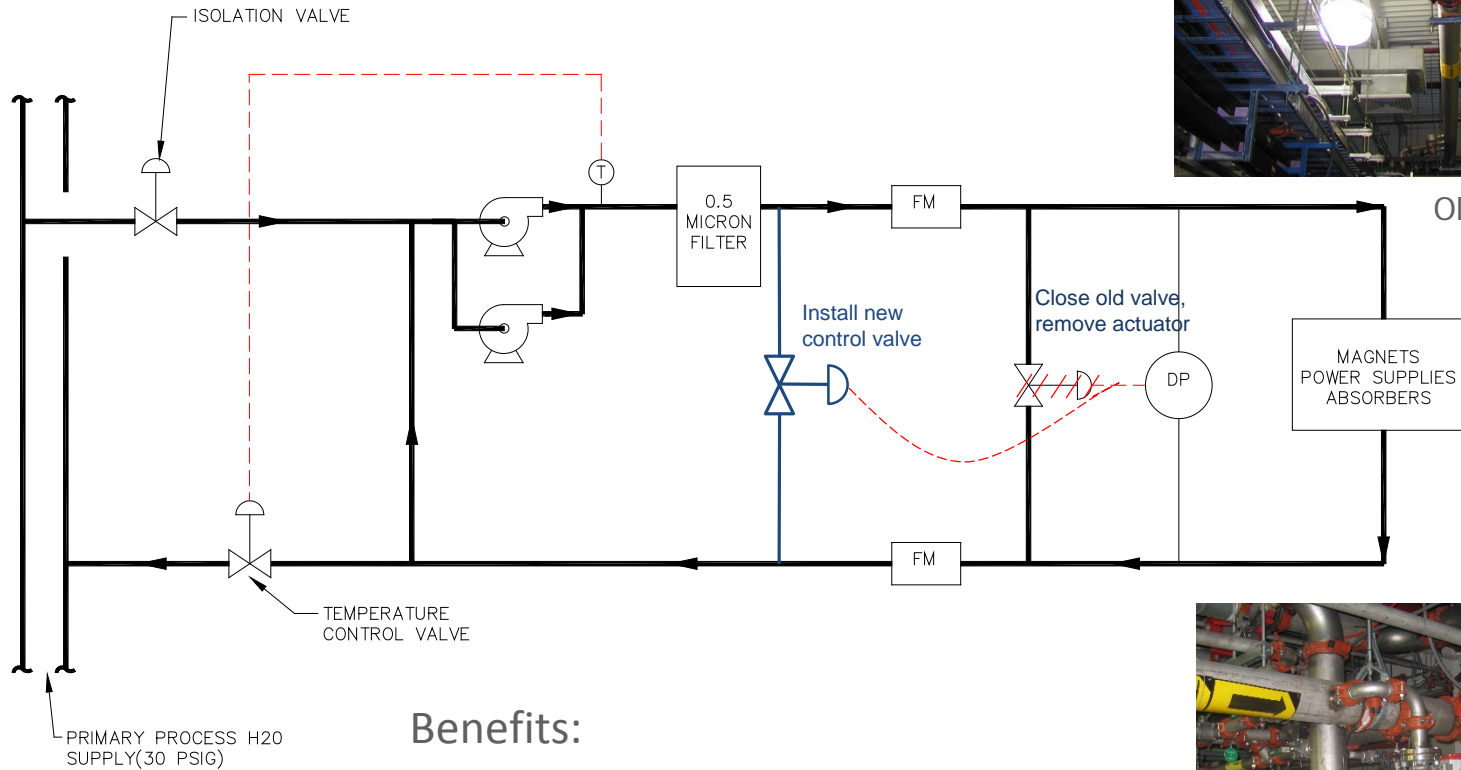 ISOLATION VALVE
T
0.5
MICRON
FILTER
FM
Install new
control valve
Close old valve,
remove actuator
DP
MAGNETS
POWER SUPPLIES
ABSORBERS
FM
TEMPERATURE
CONTROL VALVE
PRIMARY PROCESS H20
SUPPLY(30 PSIG)
Benefits: